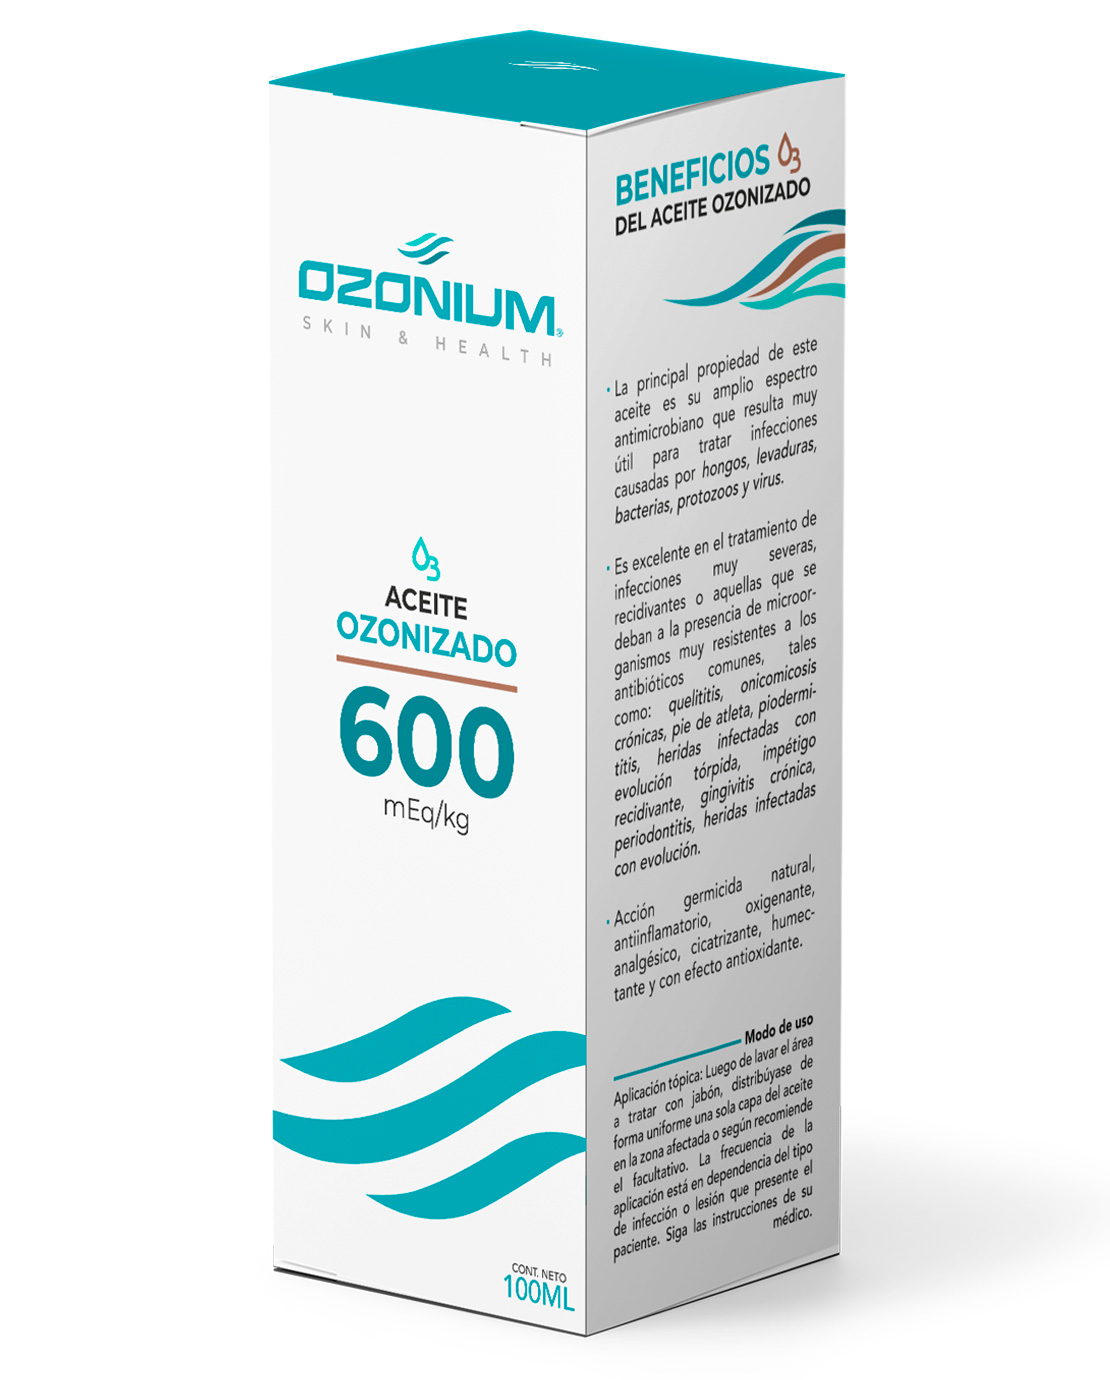 OZONIUM®
SKIN & HEALTH
O3
ACEITE
OZONIZADO
600
mEq/kg
CONT. NETO
100ML
BENEFICIOS O3
DEL ACEITE OZONIZADO
· La principal propiedad de este
aceite es su amplio espectro
antimicrobiano que resulta muy
útil para tratar infecciones
causadas por hongos, levaduras,
bacterias, protozoos y virus.
· Es excelente en el tratamiento de
infecciones muy severas,
recidivantes o aquellas que se
deban a la presencia de microor-
ganismos muy resistentes a los
antibióticos comunes, tales
como: quelititis, onicomicosis
crónicas, pie de atleta, piodermi-
titis, heridas infectadas con
evolución tórpida, impétigo
recidivante, gingivitis crónica,
periodontitis, heridas infectadas
con evolución.
· Acción germicida natural,
antiinflamatorio, oxigenante,
analgésico, cicatrizante, humec-
tante y con efecto antioxidante.
Modo de uso
Aplicación tópica: Luego de lavar el área
a tratar con jabón, distribúyase de
forma uniforme una sola capa del aceite
en la zona afectada o según recomiende
el facultativo. La frecuencia de la
aplicación está en dependencia del tipo
de infección o lesión que presente el
paciente. Siga las instrucciones de su
médico.